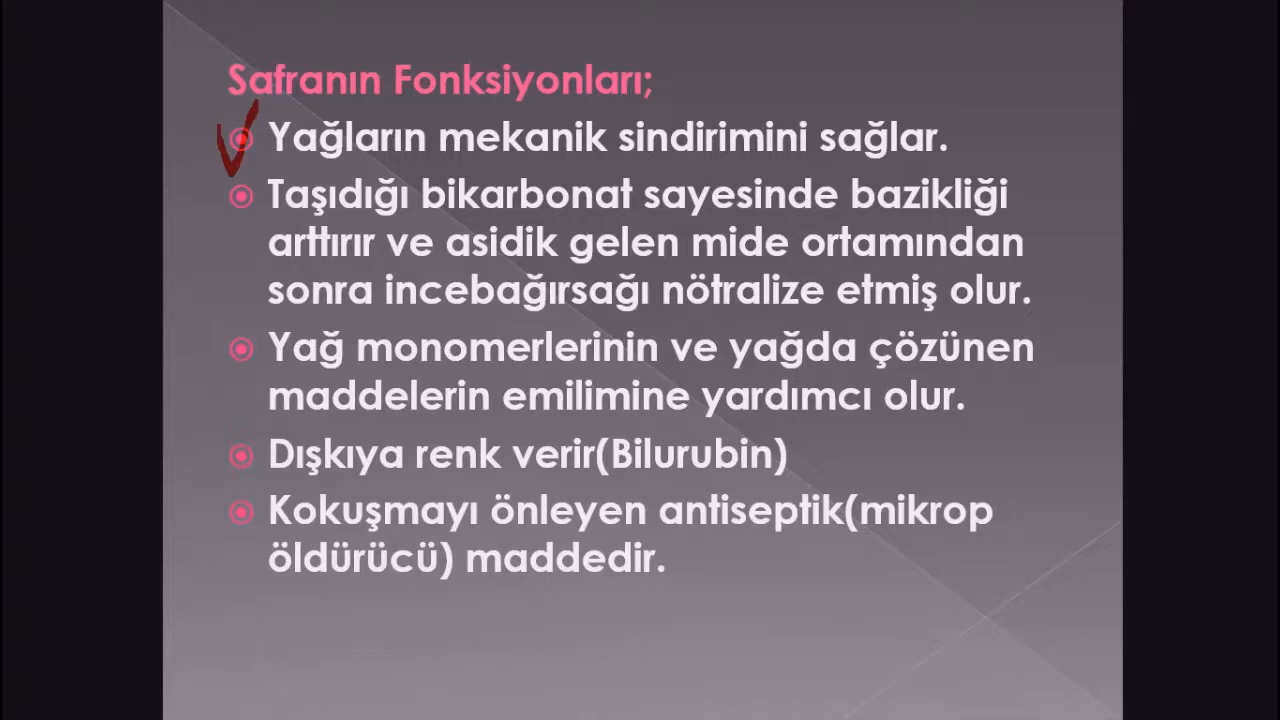 Safranın Fonksiyonları;
Yağların mekanik sindirimini sağlar.
Taşıdığı bikarbonat sayesinde bazikliği
arttırır ve asidik gelen mide ortamından
sonra incebağırsağı nötralize etmiş olur.
Yağ monomerlerinin ve yağda çözünen
maddelerin emilimine yardımcı olur.
Dışkıya renk verir(Bilurubin)
Kokuşmayı önleyen antiseptik(mikrop
öldürücü) maddedir.